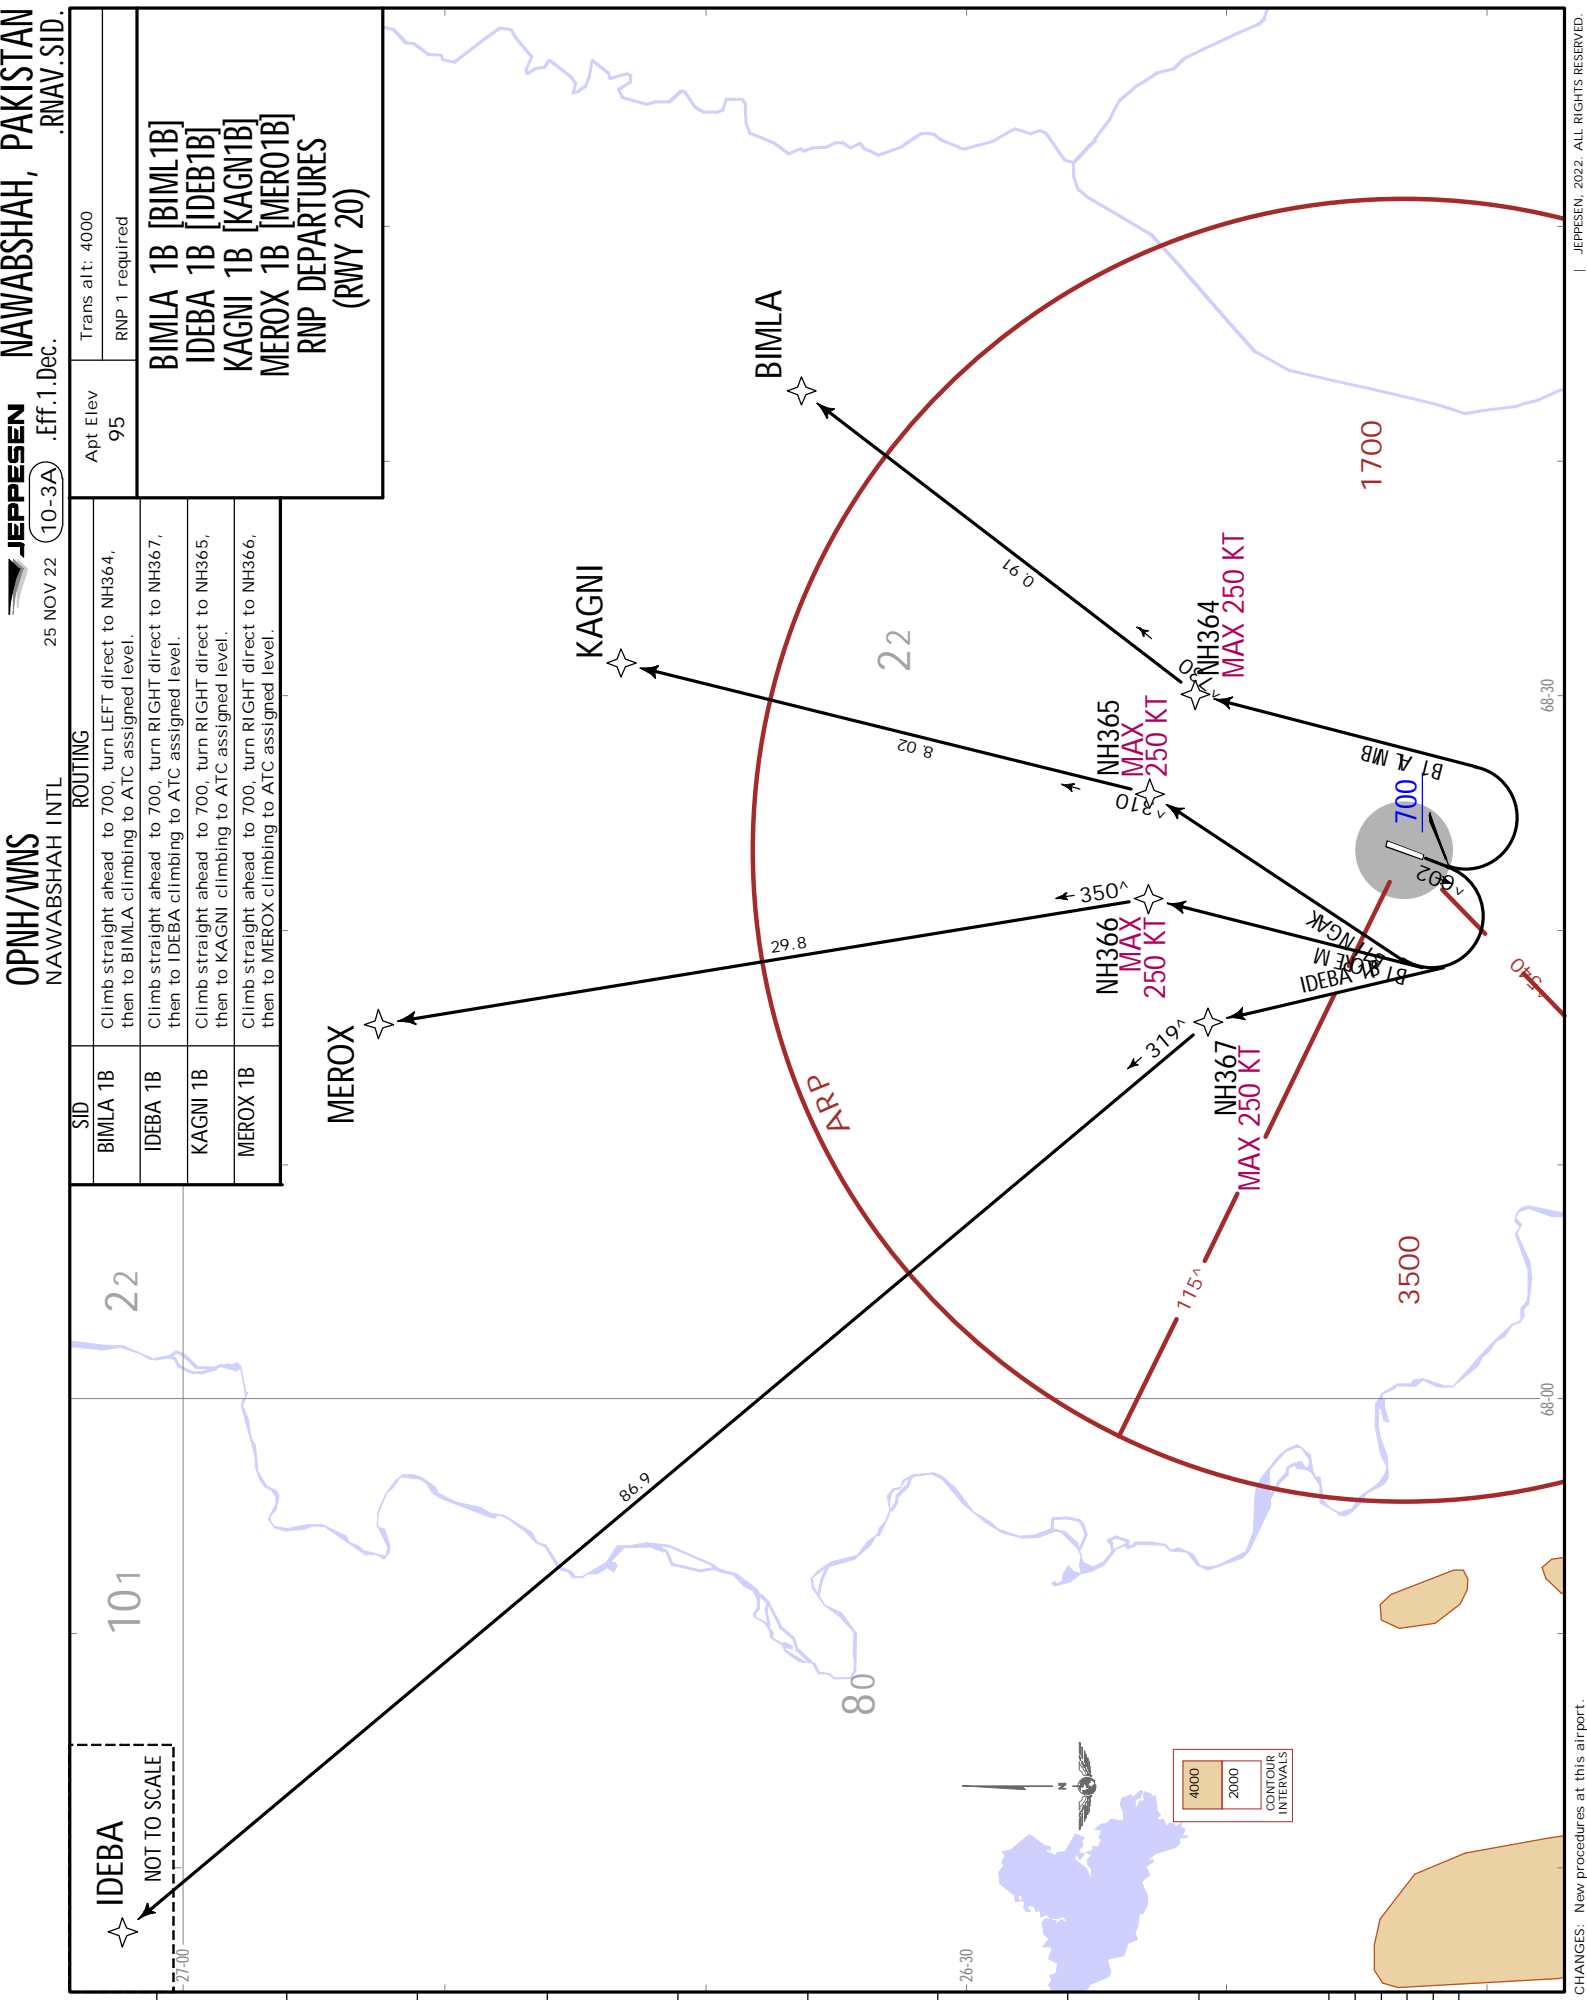 OPNH/WNS
NAWABSHAH INTL
JEPPESEN
25 NOV 22
10-3A
.Eff.1.Dec.
NAWABSHAH, PAKISTAN
.RNAV.SID.
Apt Elev
95
Trans alt: 4000
RNP 1 required
BIMLA 1B [BIML1B]
IDEBA 1B [IDEB1B]
KAGNI 1B [KAGN1B]
MEROX 1B [MERO1B]
RNP DEPARTURES
(RWY 20)
SID
ROUTING
BIMLA 1B
Climb straight ahead to 700, turn LEFT direct to NH364,
then to BIMLA climbing to ATC assigned level.
IDEBA 1B
Climb straight ahead to 700, turn RIGHT direct to NH367,
then to IDEBA climbing to ATC assigned level.
KAGNI 1B
Climb straight ahead to 700, turn RIGHT direct to NH365,
then to KAGNI climbing to ATC assigned level.
MEROX 1B
Climb straight ahead to 700, turn RIGHT direct to NH366,
then to MEROX climbing to ATC assigned level.
IDEBA
NOT TO SCALE
27-00
101
22
MEROX
KAGNI
BIMLA
86.9
29.8
8.02
0.91
22
80
ARP
26-30
350^
319^
^210
NH366
MAX
250 KT
NH365
MAX
250 KT
NH364
MAX 250 KT
NH367
MAX 250 KT
115^
700
3500
1700
^002
^540
IDEBA
4000
2000
CONTOUR
INTERVALS
N
68-00
68-30
CHANGES: New procedures at this airport.
| JEPPESEN, 2022. ALL RIGHTS RESERVED.